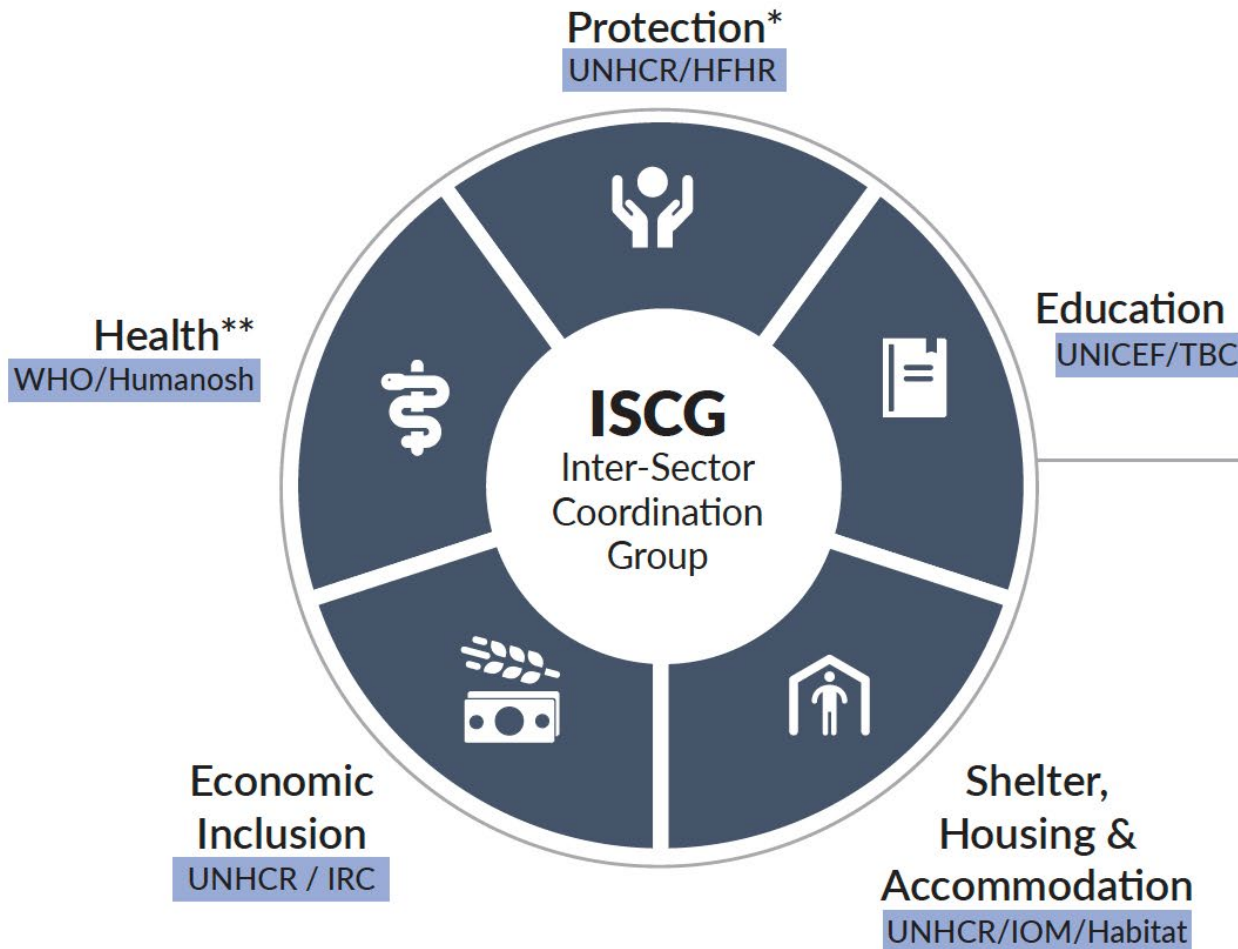 Protection*
UNHCR/HFHR
Education
UNICEF/TBC
Health**
WHO/Humanosh
ISCG
Inter-Sector
Coordination
Group
Economic
Inclusion
UNHCR / IRC
Shelter,
Housing &
Accommodation
UNHCR/IOM/Habitat